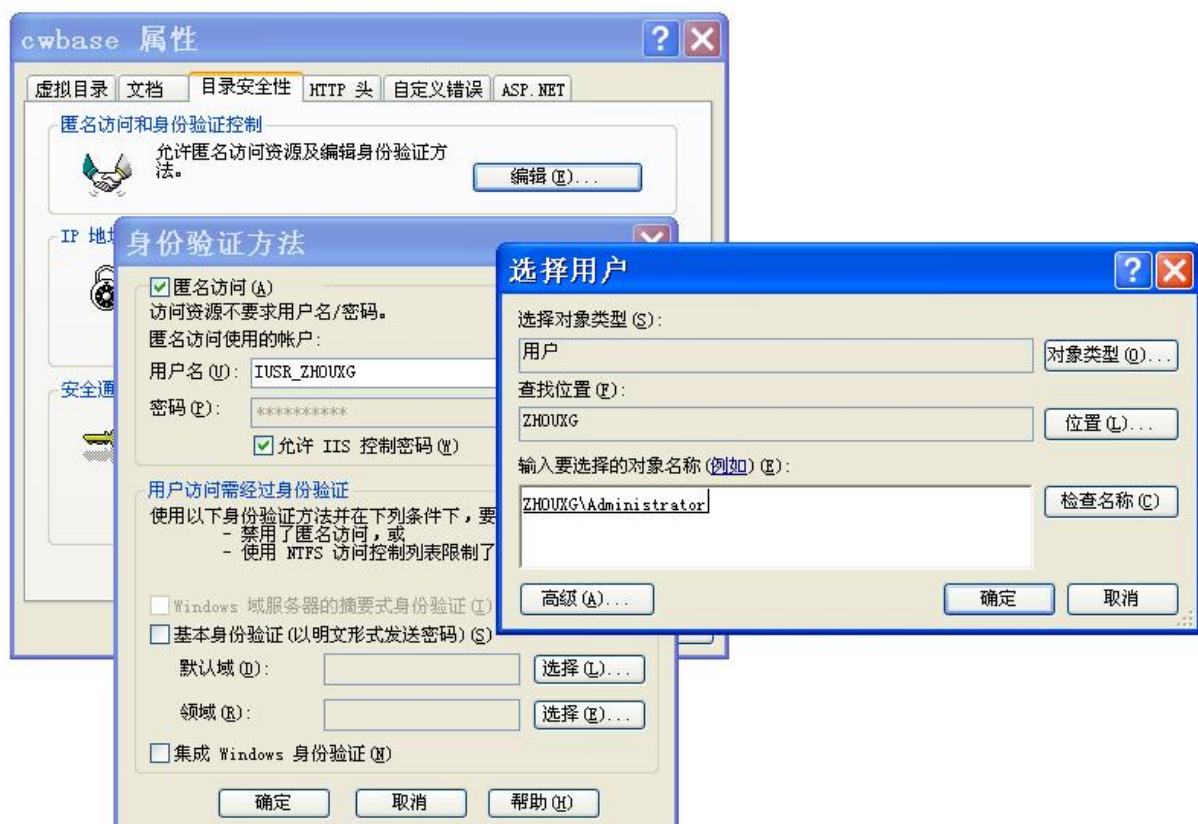 cwbase 属性
虚拟目录 文档 目录安全性 HTTP 头 自定义错误 ASP.NET
匿名访问和身份验证控制
允许匿名访问资源及编辑身份验证方
法。
编辑(E)...
IP 地
安全通
身份验证方法
匿名访问(A)
访问资源不要求用户名/密码。
匿名访问使用的帐户:
用户名(U): IUSR_ZHOUXG
密码(P): **********
允许 IIS 控制密码(W)
用户访问需经过身份验证
使用以下身份验证方法并在下列条件下，要
- 禁用了匿名访问，或
- 使用 NTFS 访问控制列表限制了
Windows 域服务器的摘要式身份验证(I)
基本身份验证(以明文形式发送密码)(S)
默认域(D): 选择(L)...
领域(R): 选择(E)...
集成 Windows 身份验证(N)
确定 取消 帮助(H)
选择用户
选择对象类型(S):
用户 对象类型(O)...
查找位置(F):
ZHOUXG 位置(L)...
输入要选择的对象名称(例如)(E):
ZHOUXG\Administrator 检查名称(C)
高级(A)... 确定 取消